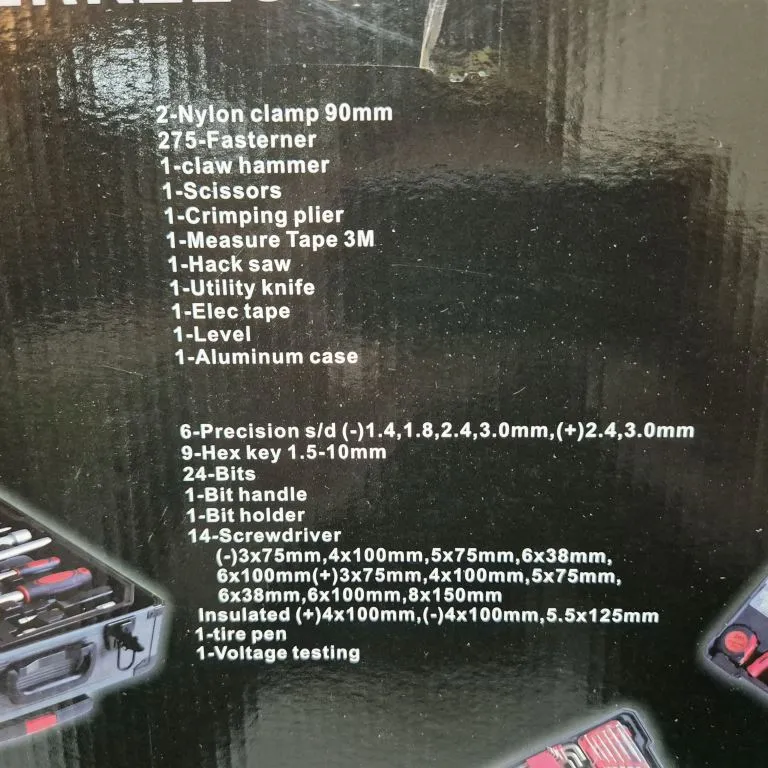 2-Nylon clamp 90mm
275-Fasterner
1-claw hammer
1-Scissors
1-Crimping plier
1-Measure Tape 3M
1-Hack saw
1-Utility knife
1-Elec tape
1-Level
1-Aluminum case
6-Precision s/d (-)1.4,1.8,2.4,3.0mm,(+)2.4,3.0mm
9-Hex key 1.5-10mm
24-Bits
1-Bit handle
1-Bit holder
14-Screwdriver
(-)3x75mm,4x100mm,5x75mm,6x38mm,
6x100mm(+)3x75mm,4x100mm,5x75mm,
6x38mm,6x100mm,8x150mm
Insulated (+)4x100mm,(-)4x100mm,5.5x125mm
1-tire pen
1-Voltage testing